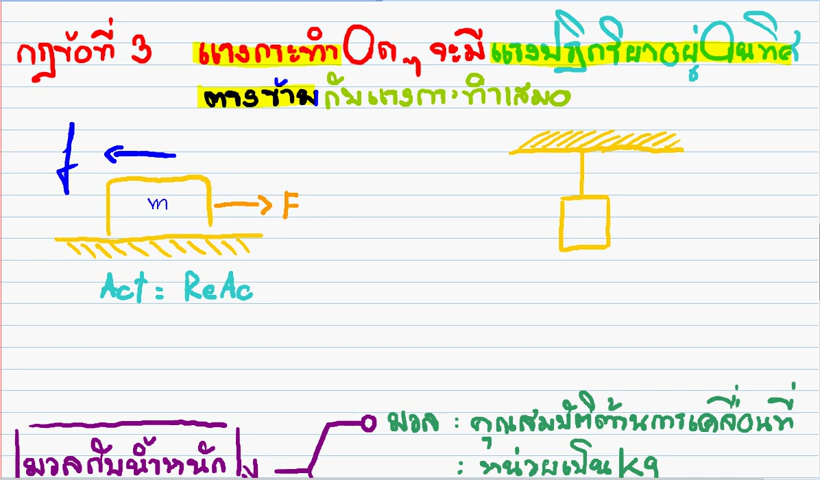 กฎข้อที่ 3 แรงกระทำใดๆ จะมีแรงปฏิกริยาอยู่ในทิศ
ตรงข้ามกับแรงกระทำเสมอ
f
m
F
Act = ReAc
มวล : คุณสมบัติต้านการเคลื่อนที่
มวลกับน้ำหนัก
: หน่วยเป็น kg